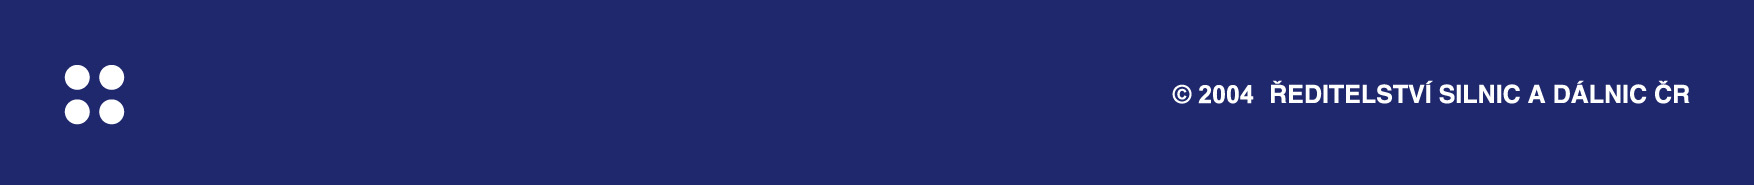 © 2004 ŘEDITELSTVÍ SILNIC A DÁLNIC ČR